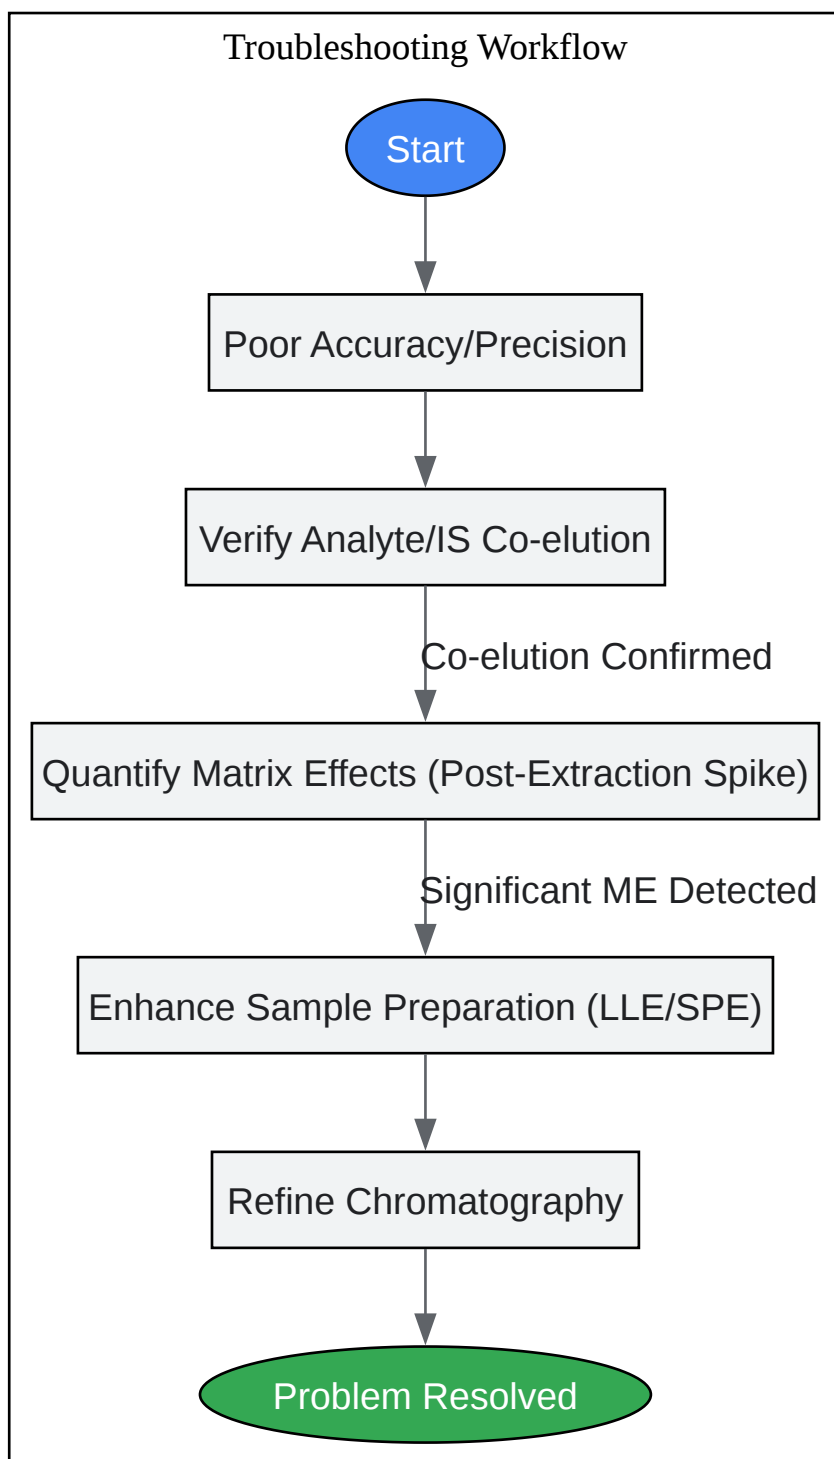 Troubleshooting Workflow
Start
Poor Accuracy/Precision
Verify Analyte/IS Co-elution
Co-elution Confirmed
Quantify Matrix Effects (Post-Extraction Spike)
Significant ME Detected
Enhance Sample Preparation (LLE/SPE)
Refine Chromatography
Problem Resolved